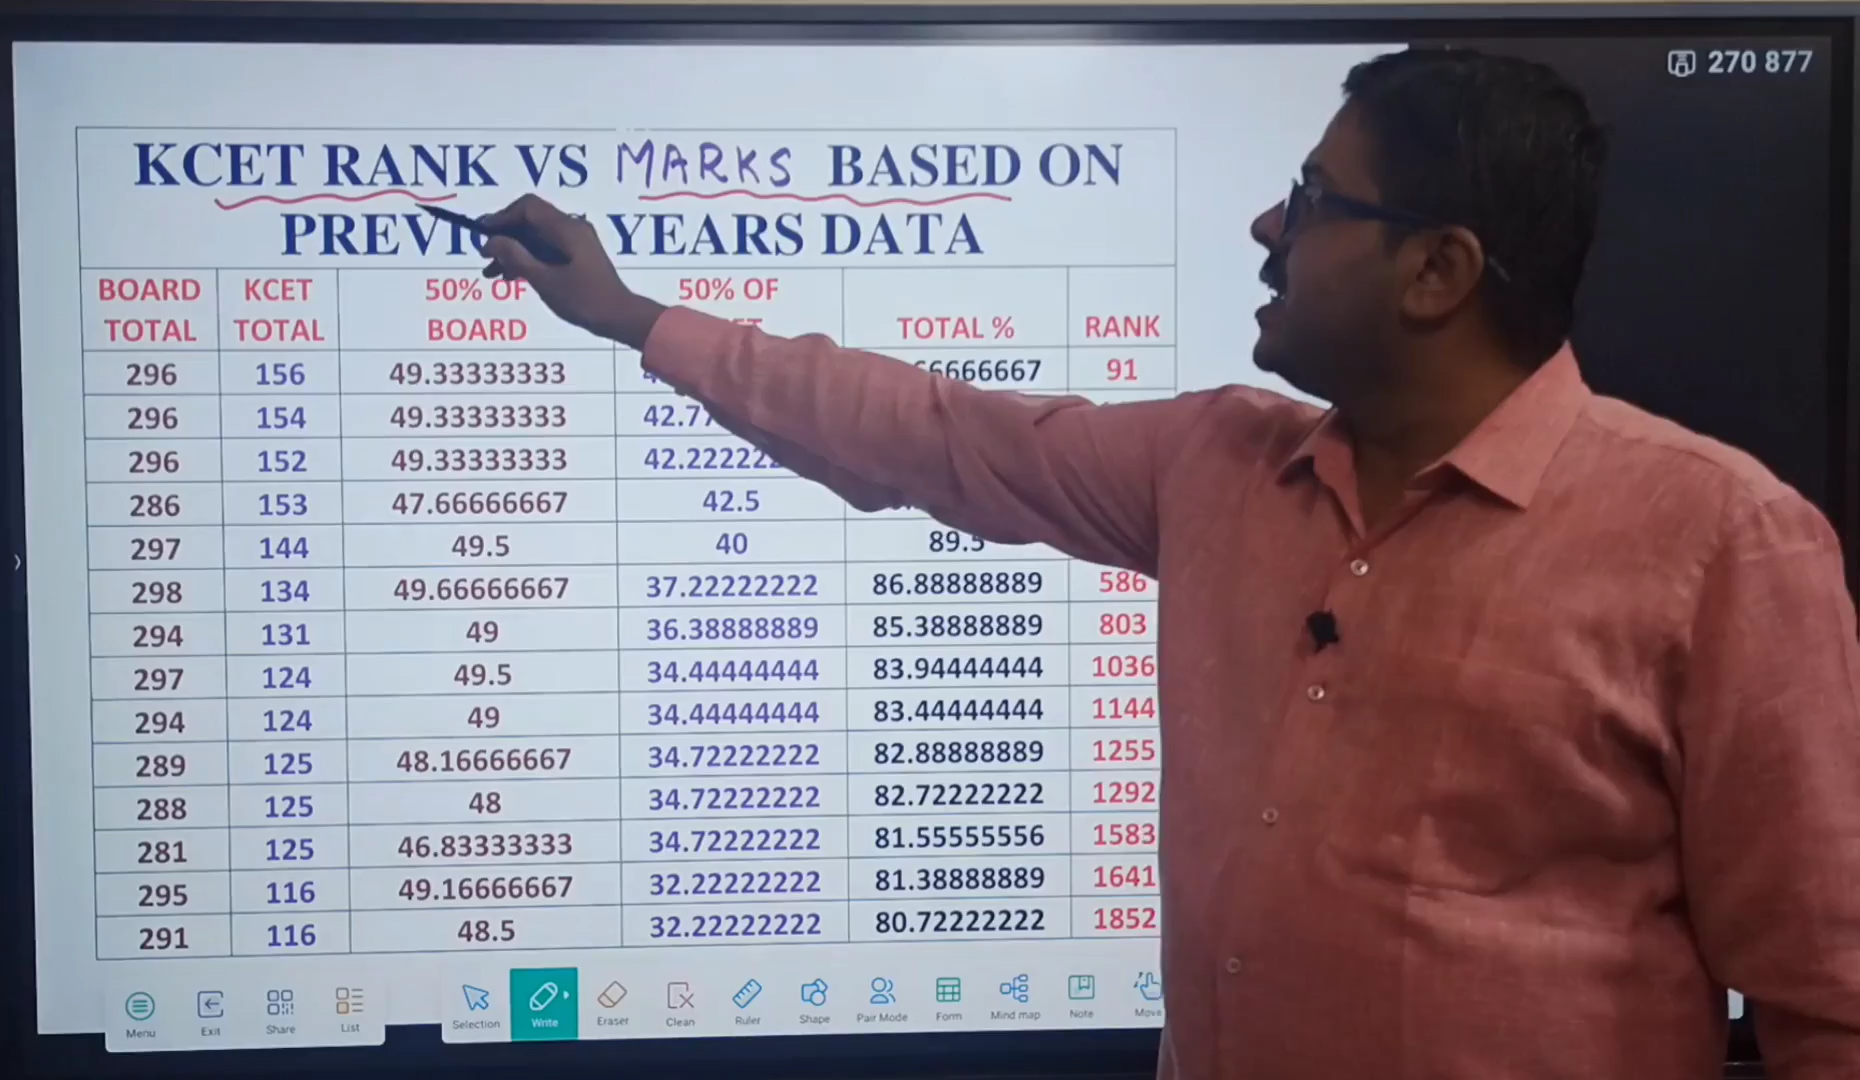 270 877
KCET RANK VS MARKS BASED ON
YEARS DATA
BOARD TOTAL KCET TOTAL 50% OF BOARD 50% OF TOTAL % RANK
296 156 49.33333333 91
296 154 49.33333333
296 152 49.33333333
286 153 47.66666667 42.5
297 144 49.5 40 89.5
298 134 49.66666667 37.22222222 86.88888889 586
294 131 49 36.38888889 85.38888889 803
297 124 49.5 34.44444444 83.94444444 1036
294 124 49 34.44444444 83.44444444 1144
289 125 48.16666667 34.72222222 82.88888889 1255
288 125 48 34.72222222 82.72222222 1292
281 125 46.83333333 34.72222222 81.55555556 1583
295 116 49.16666667 32.22222222 81.38888889 1641
291 116 48.5 32.22222222 80.72222222 1852
Menu Exit Share List Selection Write Eraser Clean Ruler Shape Pair Mode Form Mind map Note Move